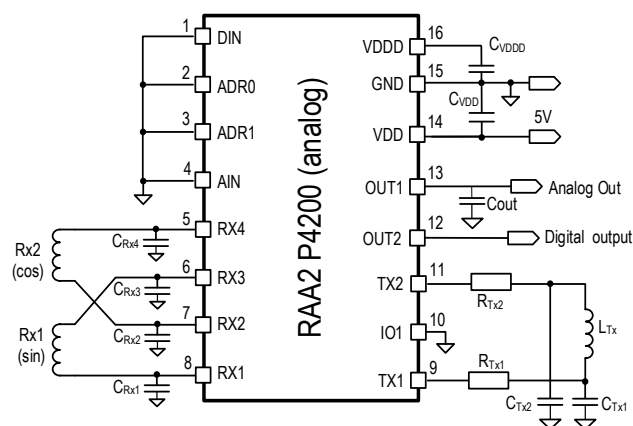 1
DIN
VDDD
16
CVDDD
2
ADR0
GND
15
CVDD
3
ADR1
VDD
14
5V
4
AIN
OUT1
13
Analog Out
Cout
5
RX4
OUT2
12
Digital output
CRx4
Rx2
(cos)
6
RX3
TX2
11
CRx3
RTx2
7
RX2
IO1
10
LTx
CRx2
Rx1
(sin)
8
RX1
TX1
9
RTx1
CRx1
CTx2
CTx1
RAA2 P4200 (analog)